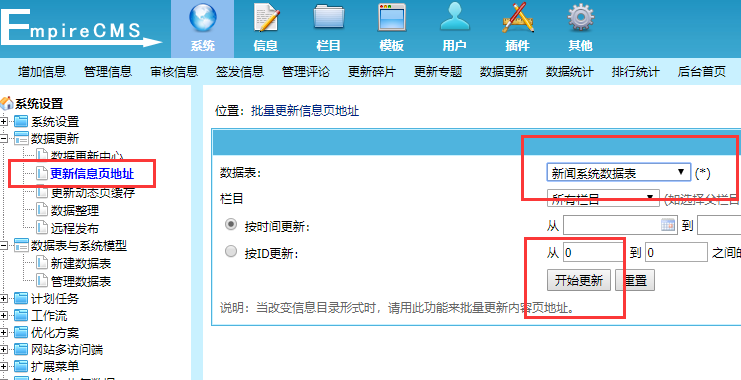 EmpireCMS
系统 信息 栏目 模板 用户 插件 其他
增加信息 管理信息 审核信息 签发信息 管理评论 更新碎片 更新专题 数据更新 数据统计 排行统计 后台首页
系统设置
系统设置
数据更新
数据更新中心
更新信息页地址
更新动态页缓存
数据整理
远程发布
数据表与系统模型
新建数据表
管理数据表
计划任务
工作流
优化方案
网站多访问端
扩展菜单
位置：批量更新信息页地址
数据表: 新闻系统数据表 (*)
栏目 所有栏目 (如选择父栏目
按时间更新: 从 到
按ID更新: 从 0 到 0 之间的
开始更新 重置
说明：当改变信息目录形式时，请用此功能来批量更新内容页地址。